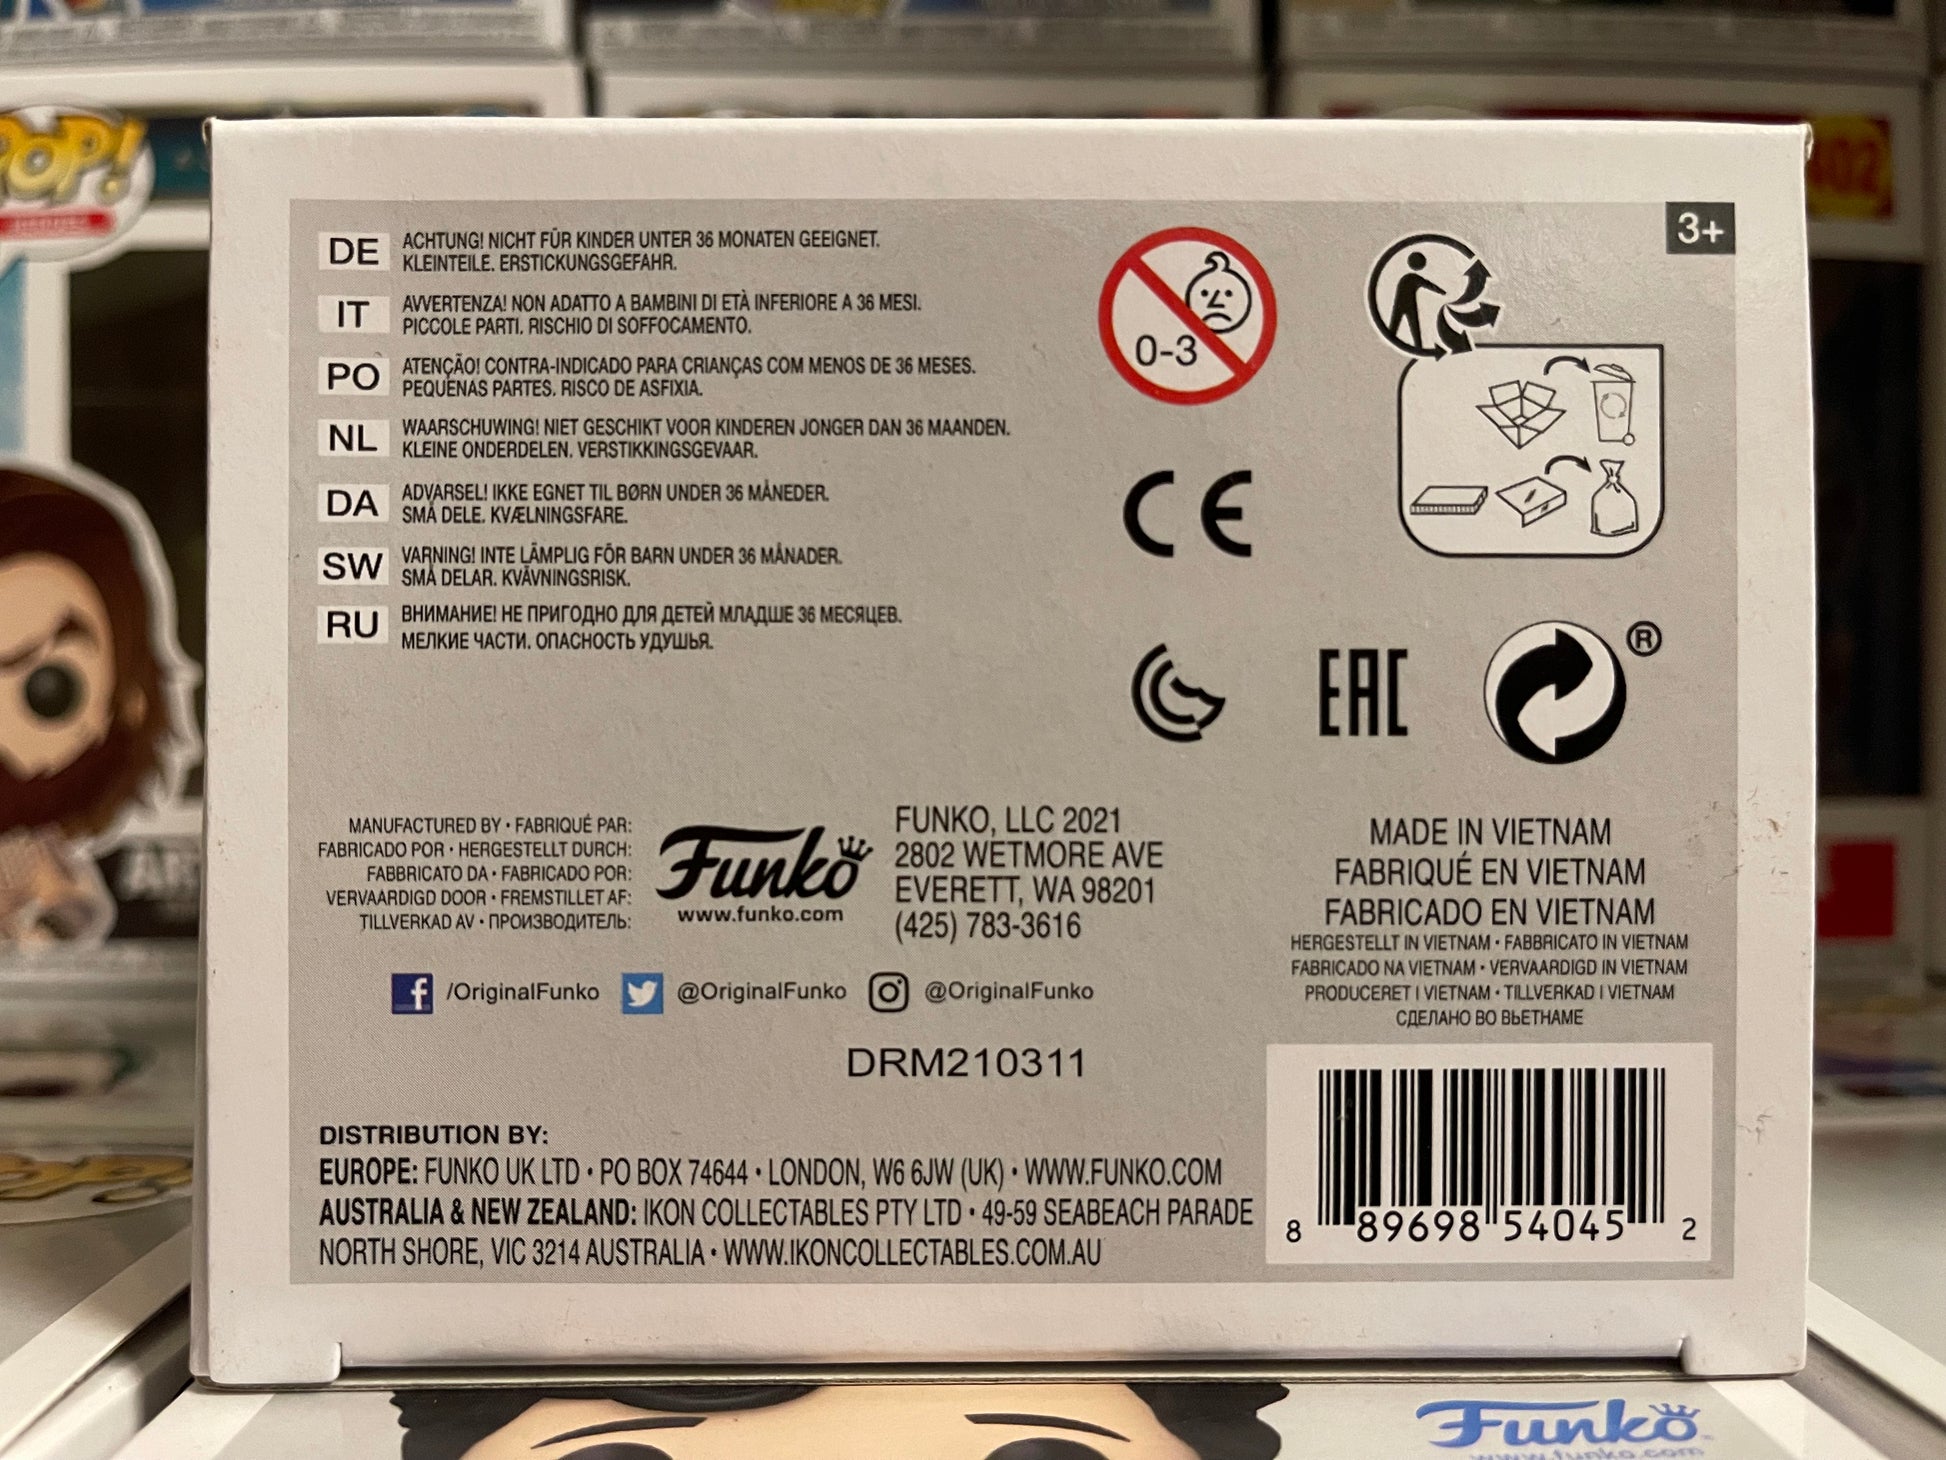 POP!
402
3+
DE
ACHTUNG! NICHT FÜR KINDER UNTER 36 MONATEN GEEIGNET.
KLEINTEILE. ERSTICKUNGSGEFAHR.
IT
AVVERTENZA! NON ADATTO A BAMBINI DI ETÀ INFERIORE A 36 MESI.
PICCOLE PARTI. RISCHIO DI SOFFOCAMENTO.
PO
ATENÇÃO! CONTRA-INDICADO PARA CRIANÇAS COM MENOS DE 36 MESES.
PEQUENAS PARTES. RISCO DE ASFIXIA.
NL
WAARSCHUWING! NIET GESCHIKT VOOR KINDEREN JONGER DAN 36 MAANDEN.
KLEINE ONDERDELEN. VERSTIKKINGSGEVAAR.
DA
ADVARSEL! IKKE EGNET TIL BØRN UNDER 36 MÅNEDER.
SMÅ DELE. KVÆLNINGSFARE.
SW
VARNING! INTE LÄMPLIG FÖR BARN UNDER 36 MÅNADER.
SMÅ DELAR. KVÄVNINGSRISK.
RU
ВНИМАНИЕ! НЕ ПРИГОДНО ДЛЯ ДЕТЕЙ МЛАДШЕ 36 МЕСЯЦЕВ.
МЕЛКИЕ ЧАСТИ. ОПАСНОСТЬ УДУШЬЯ.
0-3
CE
EAC
®
MANUFACTURED BY • FABRIQUÉ PAR:
FABRICADO POR • HERGESTELLT DURCH:
FABBRICATO DA • FABRICADO POR:
VERVAARDIGD DOOR • FREMSTILLET AF:
TILLVERKAD AV • ПРОИЗВОДИТЕЛЬ:
Funko
www.funko.com
FUNKO, LLC 2021
2802 WETMORE AVE
EVERETT, WA 98201
(425) 783-3616
MADE IN VIETNAM
FABRIQUÉ EN VIETNAM
FABRICADO EN VIETNAM
HERGESTELLT IN VIETNAM • FABBRICATO IN VIETNAM
FABRICADO NA VIETNAM • VERVAARDIGD IN VIETNAM
PRODUCERET I VIETNAM • TILLVERKAD I VIETNAM
СДЕЛАНО ВО ВЬЕТНАМЕ
f /OriginalFunko @OriginalFunko @OriginalFunko
DRM210311
DISTRIBUTION BY:
EUROPE: FUNKO UK LTD • PO BOX 74644 • LONDON, W6 6JW (UK) • WWW.FUNKO.COM
AUSTRALIA & NEW ZEALAND: IKON COLLECTABLES PTY LTD • 49-59 SEABEACH PARADE
NORTH SHORE, VIC 3214 AUSTRALIA • WWW.IKONCOLLECTABLES.COM.AU
8 89698 54045 2
Funko
www.funko.com